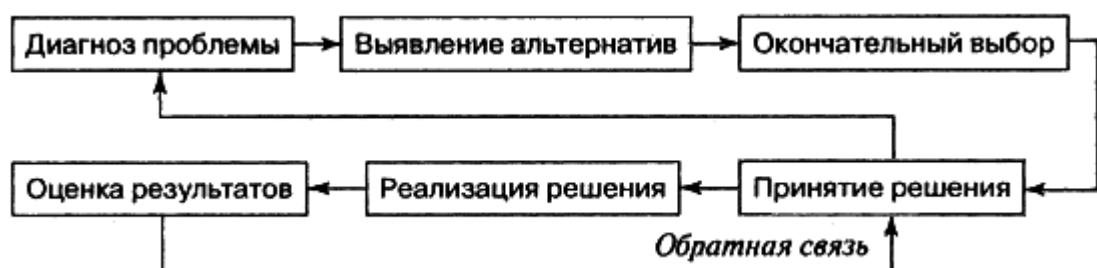 Диагноз проблемы
Выявление альтернатив
Окончательный выбор
Оценка результатов
Реализация решения
Принятие решения
Обратная связь